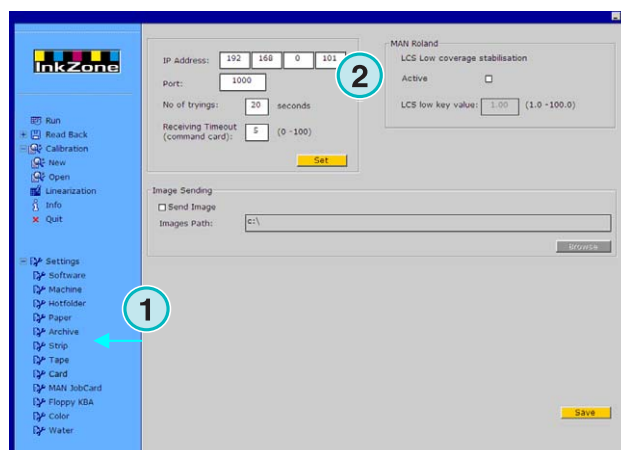 InkZone
Run
Read Back
Calibration
New
Open
Linearization
Info
Quit
Settings
Software
Machine
Hotfolder
Paper
Archive
Strip
Tape
Card
MAN JobCard
Floppy KBA
Color
Water
1
IP Address: 192 168 0 101
Port: 1000
No of tryings: 20 seconds
Receiving Timeout
(command card): 5 (0 -100)
Set
2
MAN Roland
LCS Low coverage stabilisation
Active
LCS low key value: 1.00 (1.0 -100.0)
Image Sending
Send Image
Images Path: c:\
Browse
Save